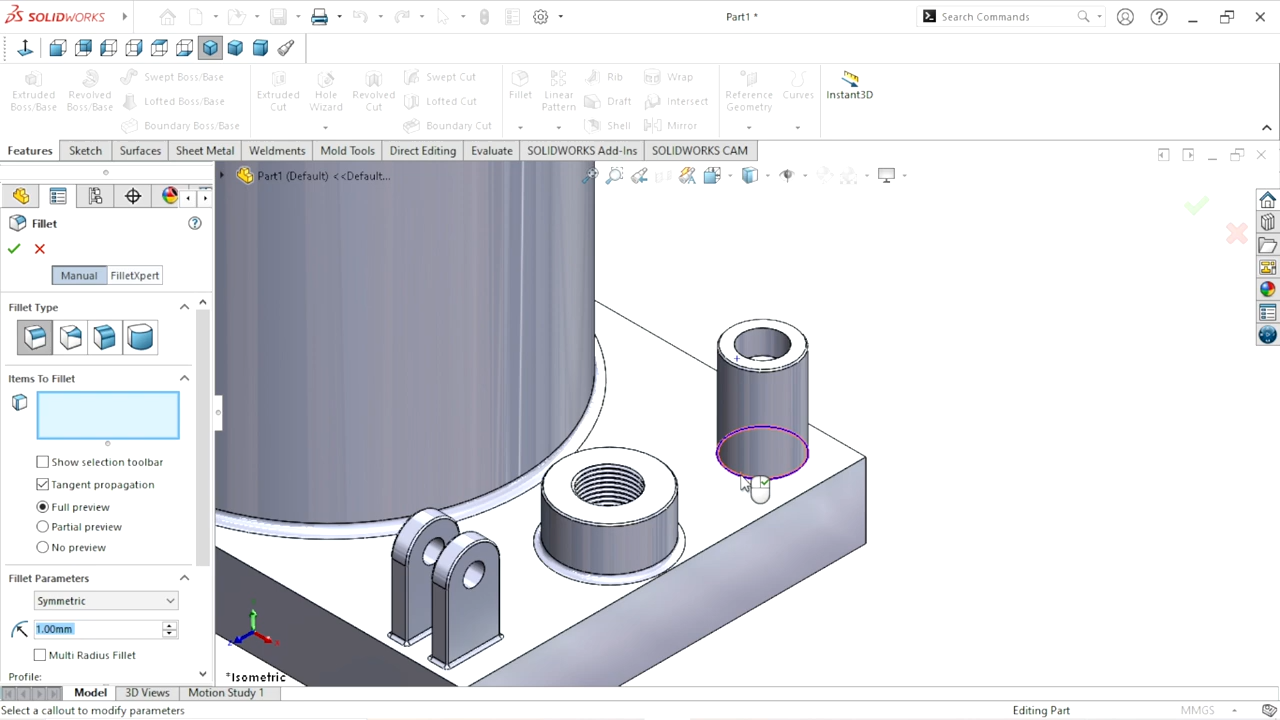 SOLIDWORKS
Part1 *
Search Commands
Extruded Boss/Base
Revolved Boss/Base
Swept Boss/Base
Lofted Boss/Base
Boundary Boss/Base
Extruded Cut
Hole Wizard
Revolved Cut
Swept Cut
Lofted Cut
Boundary Cut
Fillet
Linear Pattern
Rib
Draft
Shell
Wrap
Intersect
Mirror
Reference Geometry
Curves
Instant3D
Features
Sketch
Surfaces
Sheet Metal
Weldments
Mold Tools
Direct Editing
Evaluate
SOLIDWORKS Add-Ins
SOLIDWORKS CAM
Part1 (Default) <<Default...
Fillet
Manual
FilletXpert
Fillet Type
Items To Fillet
Show selection toolbar
Tangent propagation
Full preview
Partial preview
No preview
Fillet Parameters
Symmetric
1.00mm
Multi Radius Fillet
Profile:
*Isometric
Model
3D Views
Motion Study 1
Select a callout to modify parameters
Editing Part
MMGS